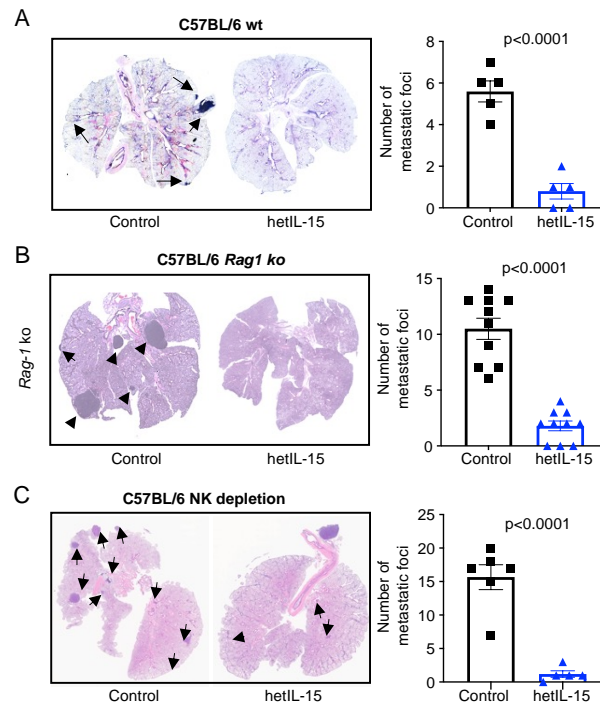 A
C57BL/6 wt
Control
hetIL-15
Number of
metastatic foci
8
6
4
2
0
p<0.0001
Control
hetIL-15
B
C57BL/6 Rag1 ko
Rag-1 ko
Control
hetIL-15
Number of
metastatic foci
15
10
5
0
p<0.0001
Control
hetIL-15
C
C57BL/6 NK depletion
Control
hetIL-15
Number of
metastatic foci
25
20
15
10
5
0
p<0.0001
Control
hetIL-15